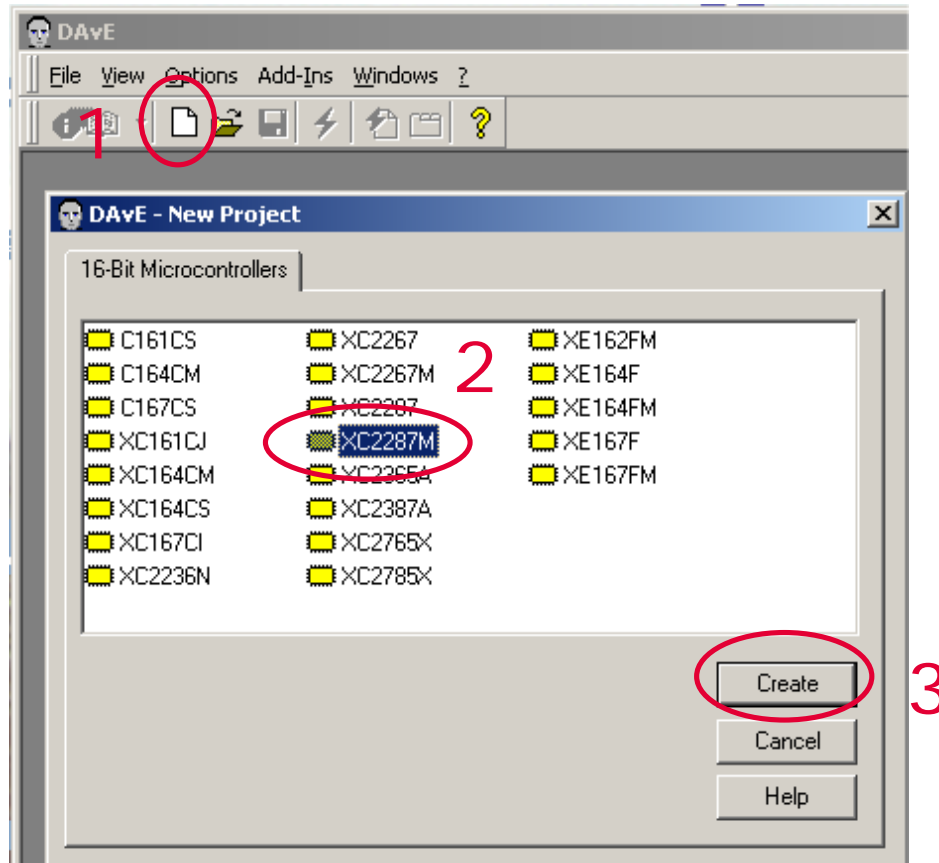 DAvE
File View Options Add-Ins Windows ?
1
DAvE - New Project
16-Bit Microcontrollers
C161CS XC2267 XE162FM
C164CM XC2267M 2 XE164F
C167CS XC2287 XE164FM
XC161CJ XC2287M XE167F
XC164CM XC2365A XE167FM
XC164CS XC2387A
XC167CI XC2765X
XC2236N XC2785X
Create 3
Cancel
Help